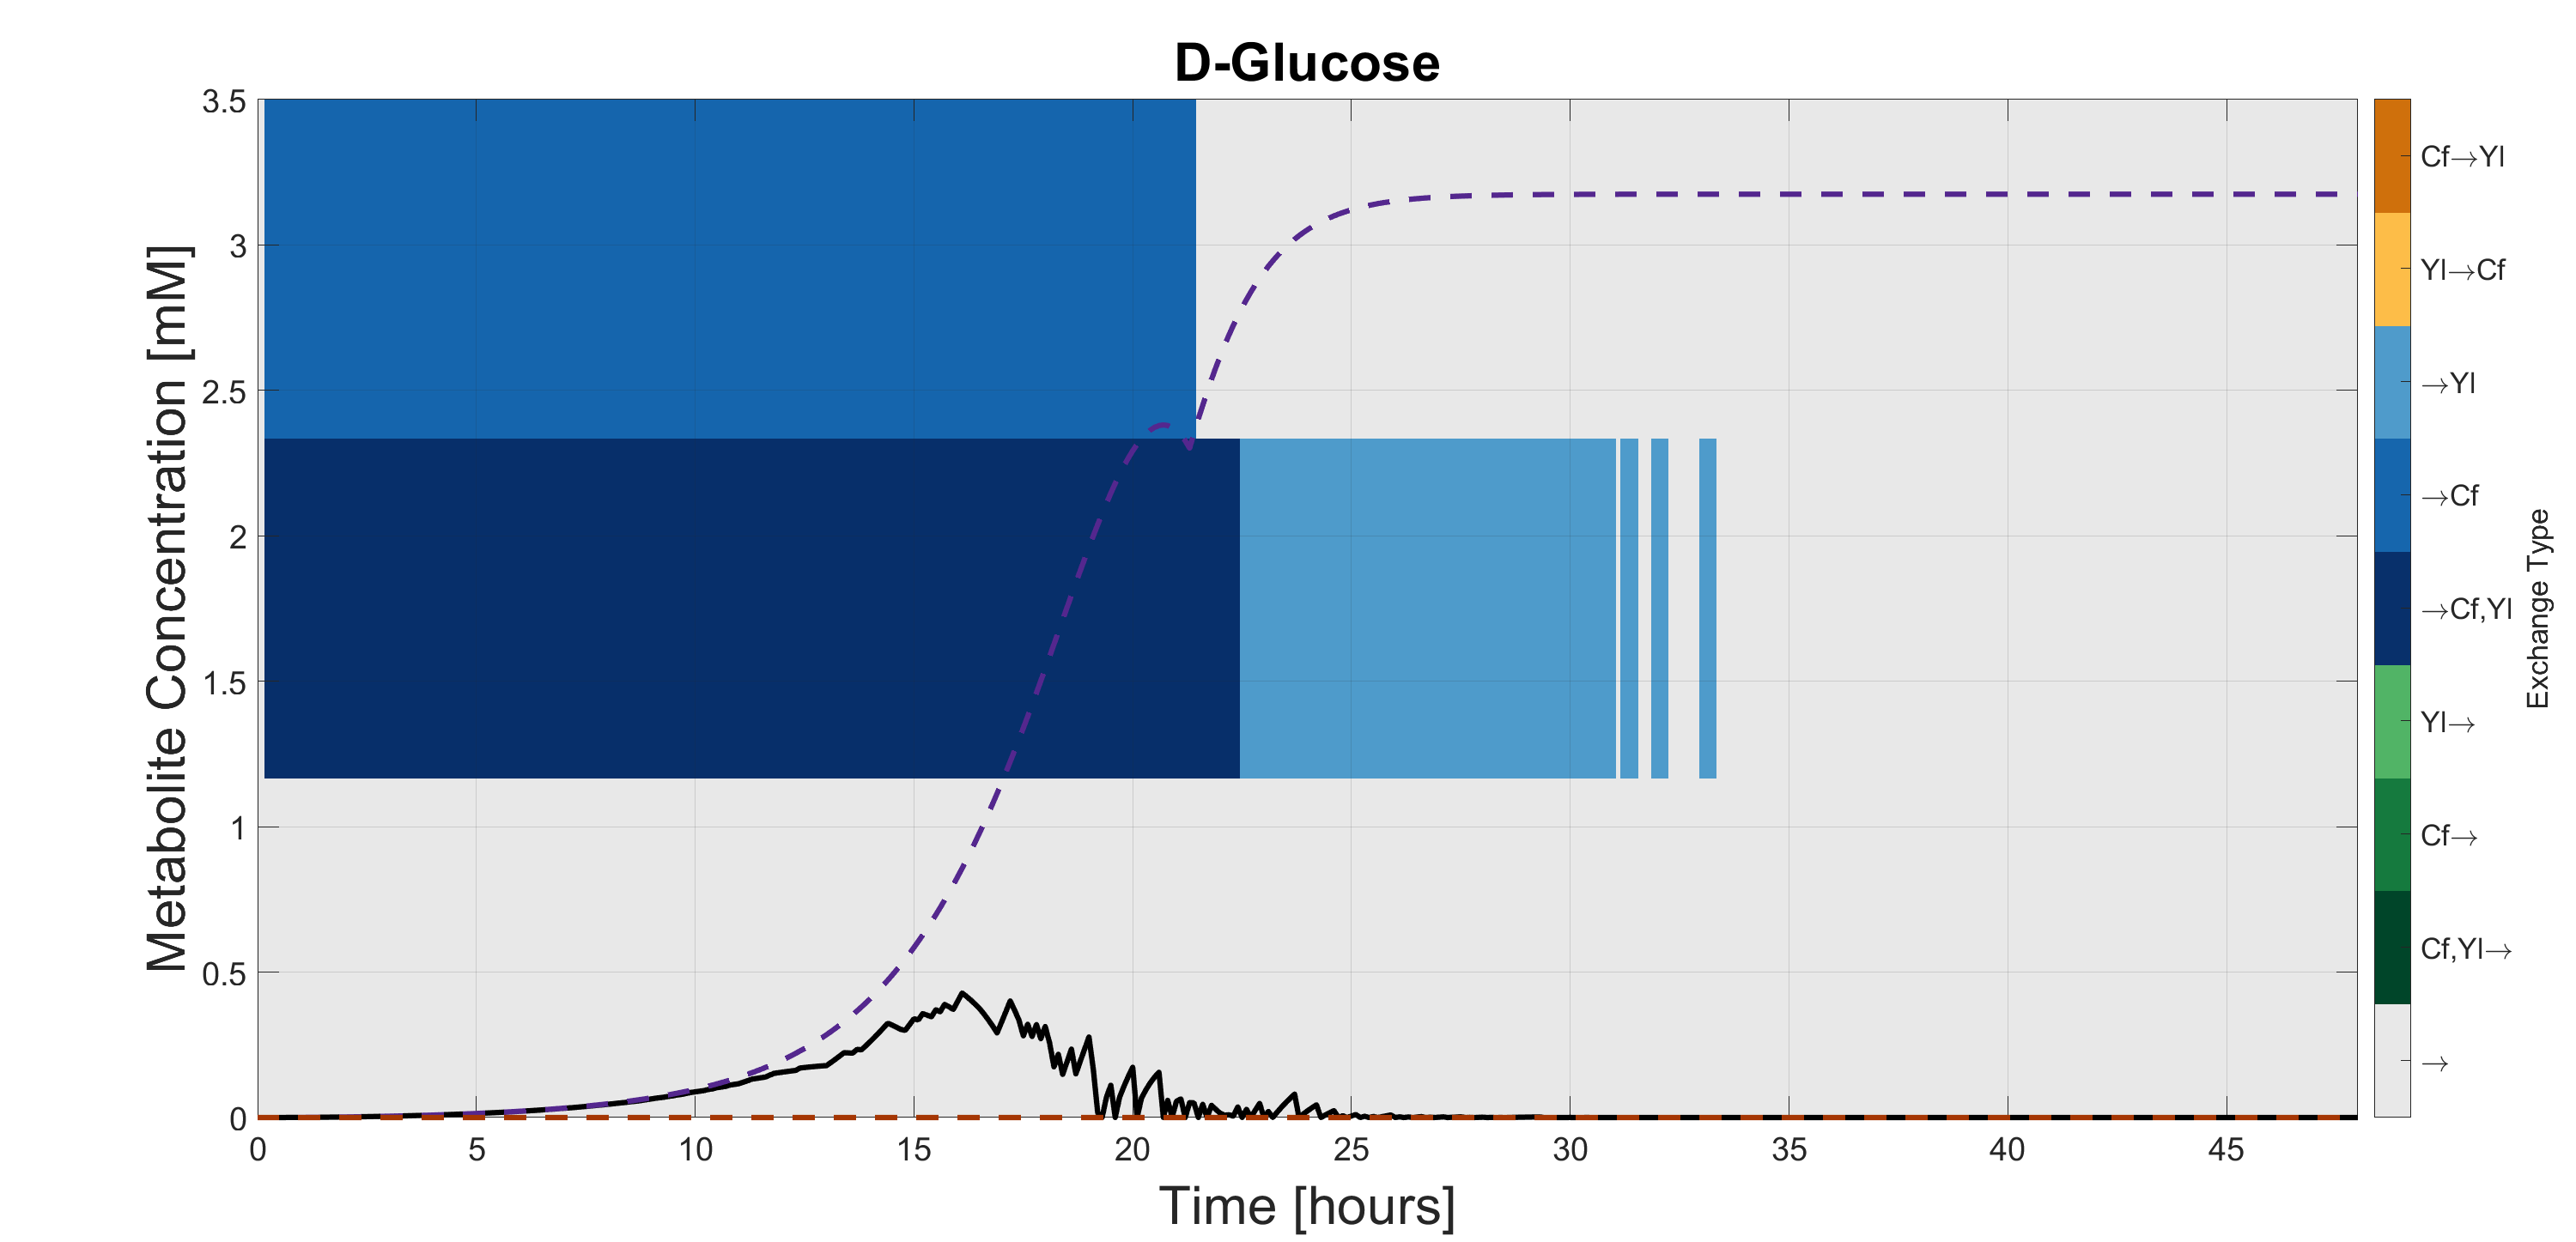 D-Glucose
Metabolite Concentration [mM]
3.5
3
2.5
2
1.5
1
0.5
0
0 5 10 15 20 25 30 35 40 45
Time [hours]
Cf→Yl
Yl→Cf
→Yl
→Cf
→Cf,Yl
Yl→
Cf→
Cf,Yl→
→
Exchange Type